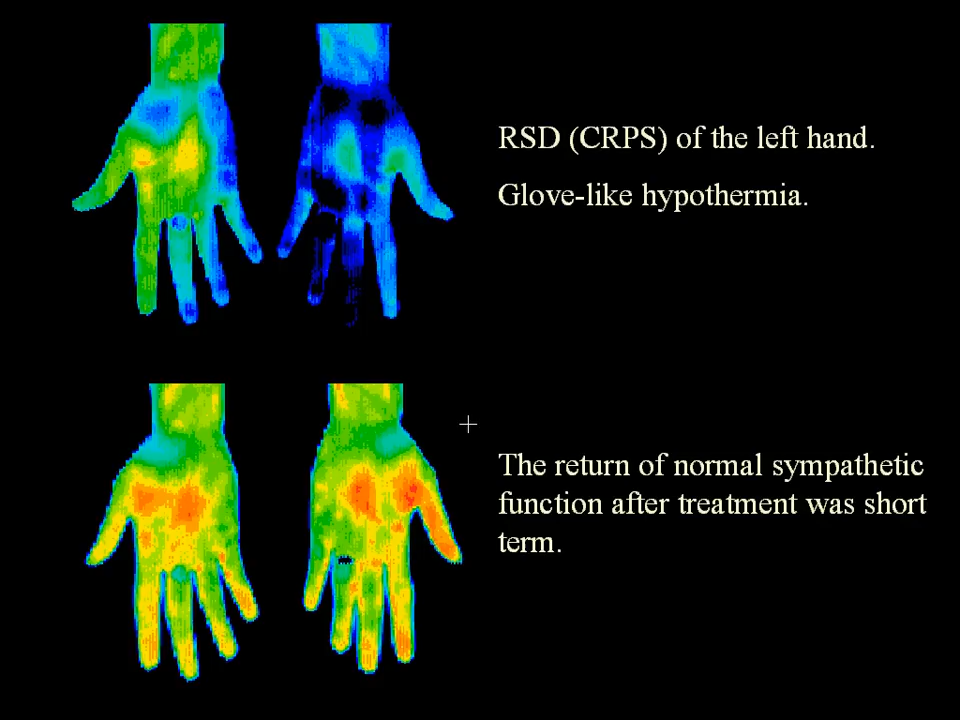 RSD (CRPS) of the left hand.
Glove-like hypothermia.
The return of normal sympathetic
function after treatment was short
term.